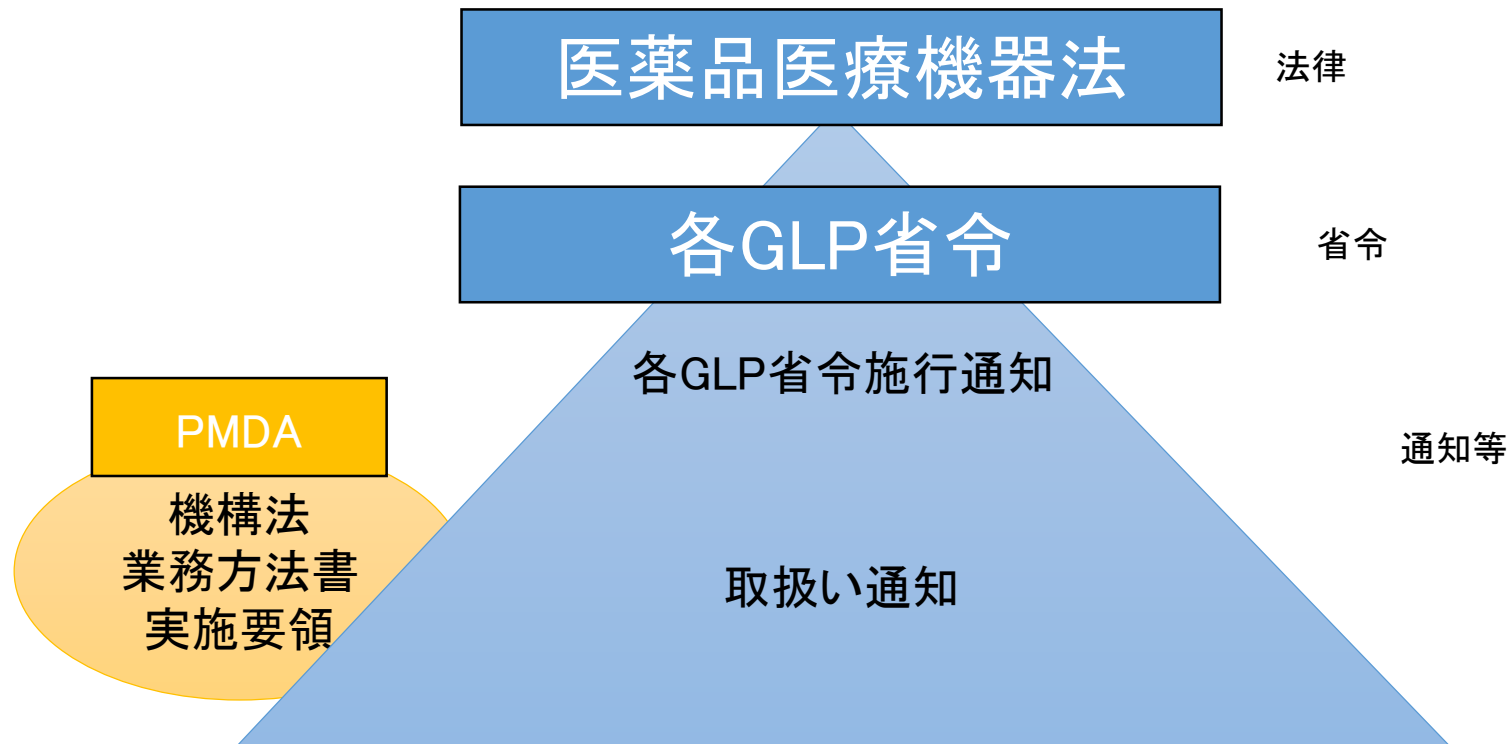 医薬品医療機器法
法律
各GLP省令
省令
各GLP省令施行通知
通知等
PMDA
機構法
業務方法書
実施要領
取扱い通知